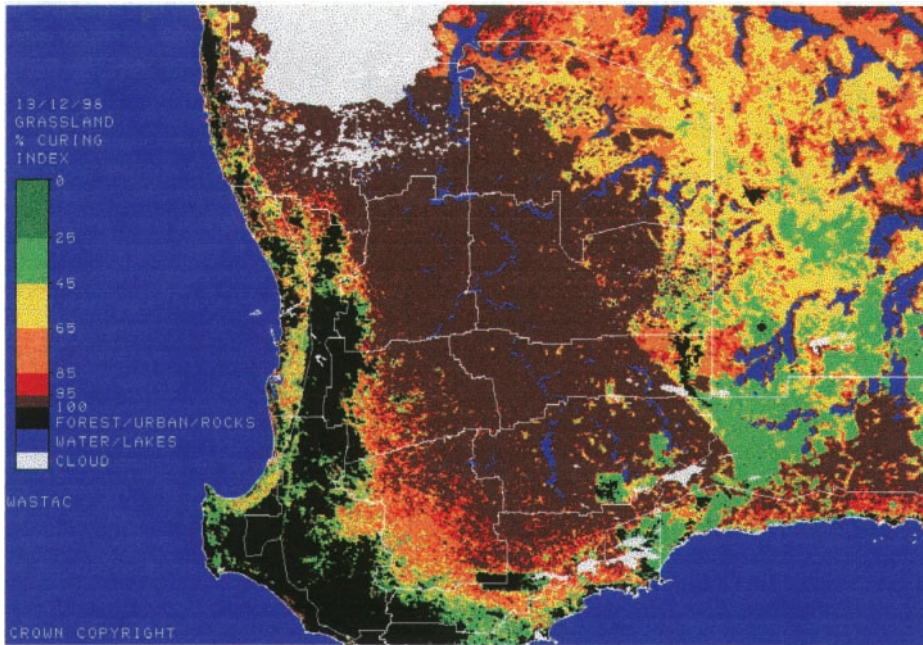 13/12/98
GRASSLAND
% CURING
INDEX
0
25
45
65
85
95
100
FOREST/URBAN/ROCKS
WATER/LAKES
CLOUD
WASTAC
CROWN COPYRIGHT